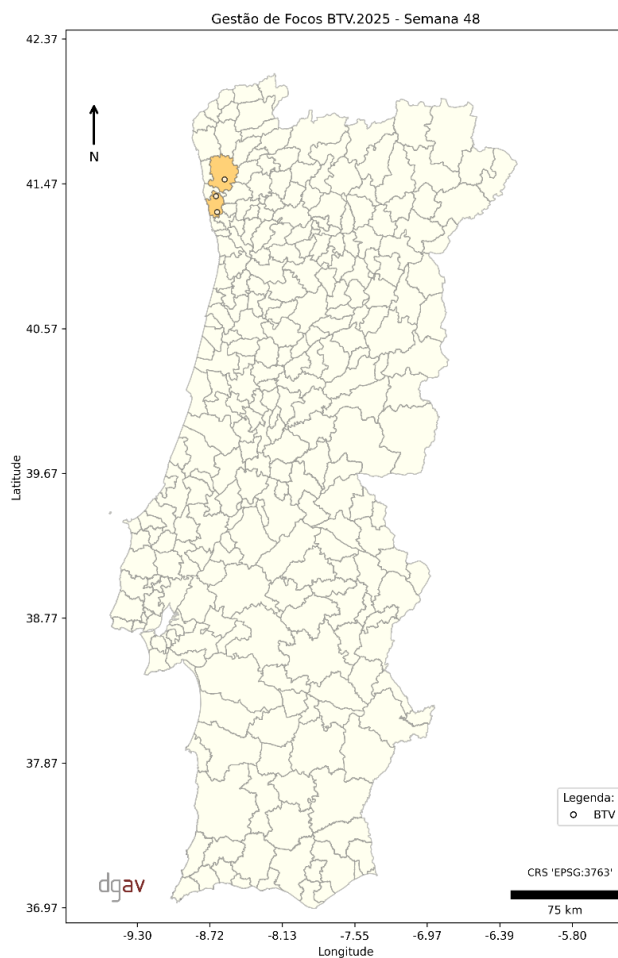 Gestão de Focos BTV.2025 - Semana 48
42.37
N
41.47
40.57
39.67
Latitude
38.77
37.87
Legenda:
BTV
CRS 'EPSG:3763'
dgav
75 km
36.97
-9.30 -8.72 -8.13 -7.55 -6.97 -6.39 -5.80
Longitude